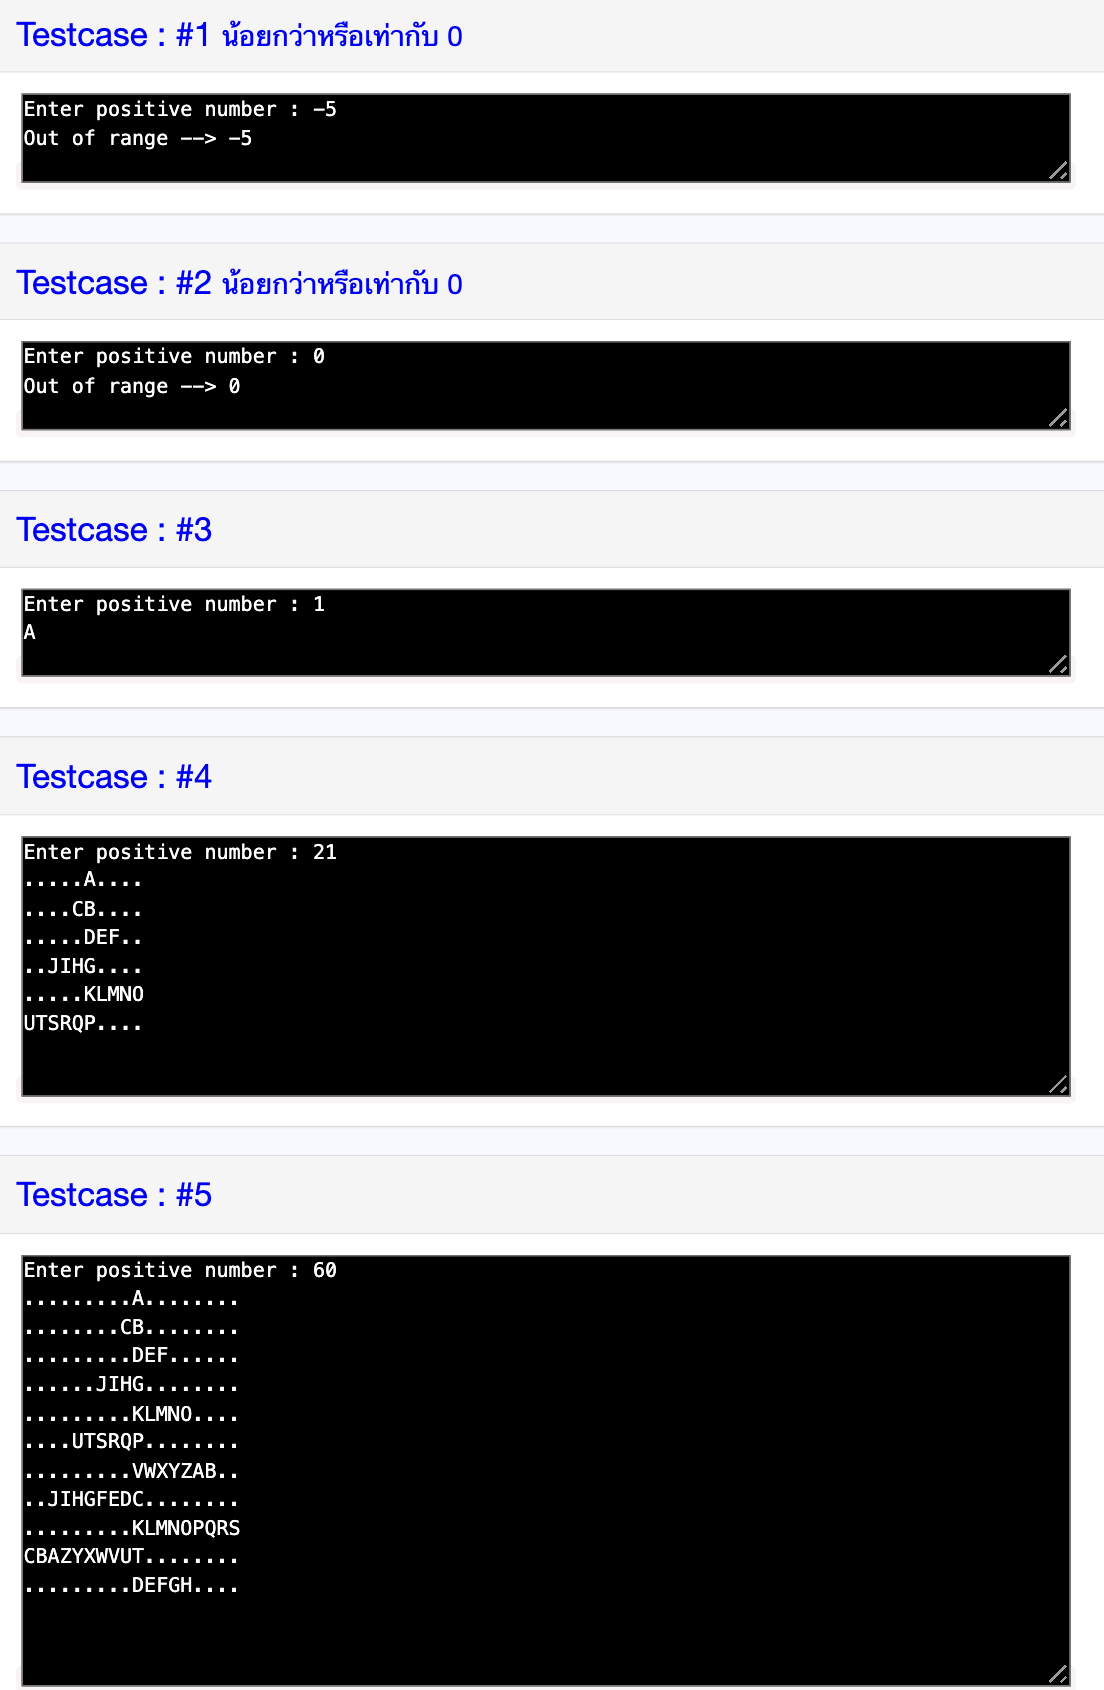 Testcase : #1 น้อยกว่าหรือเท่ากับ 0
Enter positive number : -5
Out of range --> -5
Testcase : #2 น้อยกว่าหรือเท่ากับ 0
Enter positive number : 0
Out of range --> 0
Testcase : #3
Enter positive number : 1
A
Testcase : #4
Enter positive number : 21
.....A....
....CB....
.....DEF..
..JIHG....
.....KLMNO
UTSRQP....
Testcase : #5
Enter positive number : 60
.........A........
........CB........
.........DEF......
......JIHG........
.........KLMNO....
....UTSRQP........
.........VWXYZAB..
..JIHGFEDC........
.........KLMNOPQRS
CBAZYXWVUT........
.........DEFGH....